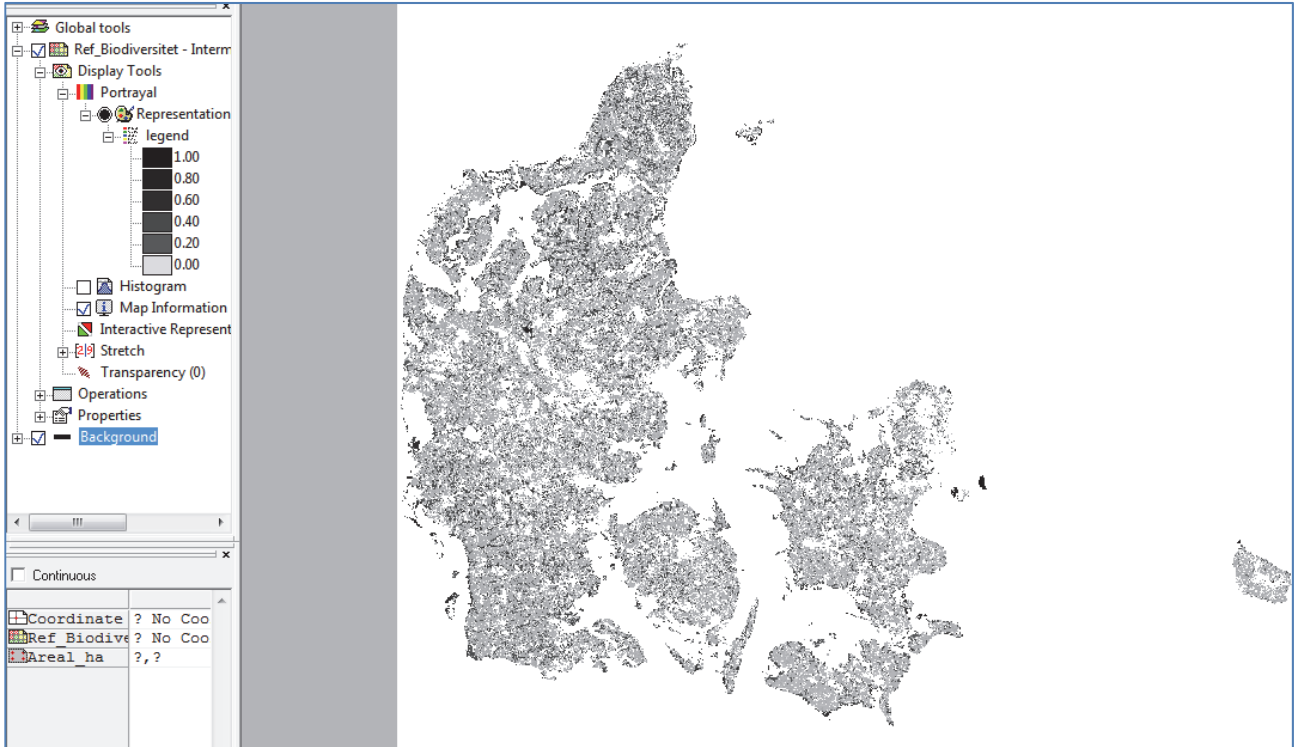 Global tools
Ref_Biodiversitet - Interm
Display Tools
Portrayal
Representation
legend
1.00
0.80
0.60
0.40
0.20
0.00
Histogram
Map Information
Interactive Represent
Stretch
Transparency (0)
Operations
Properties
Background
Continuous
Coordinate ? No Coo
Ref_Biodive ? No Coo
Areal_ha ?,?